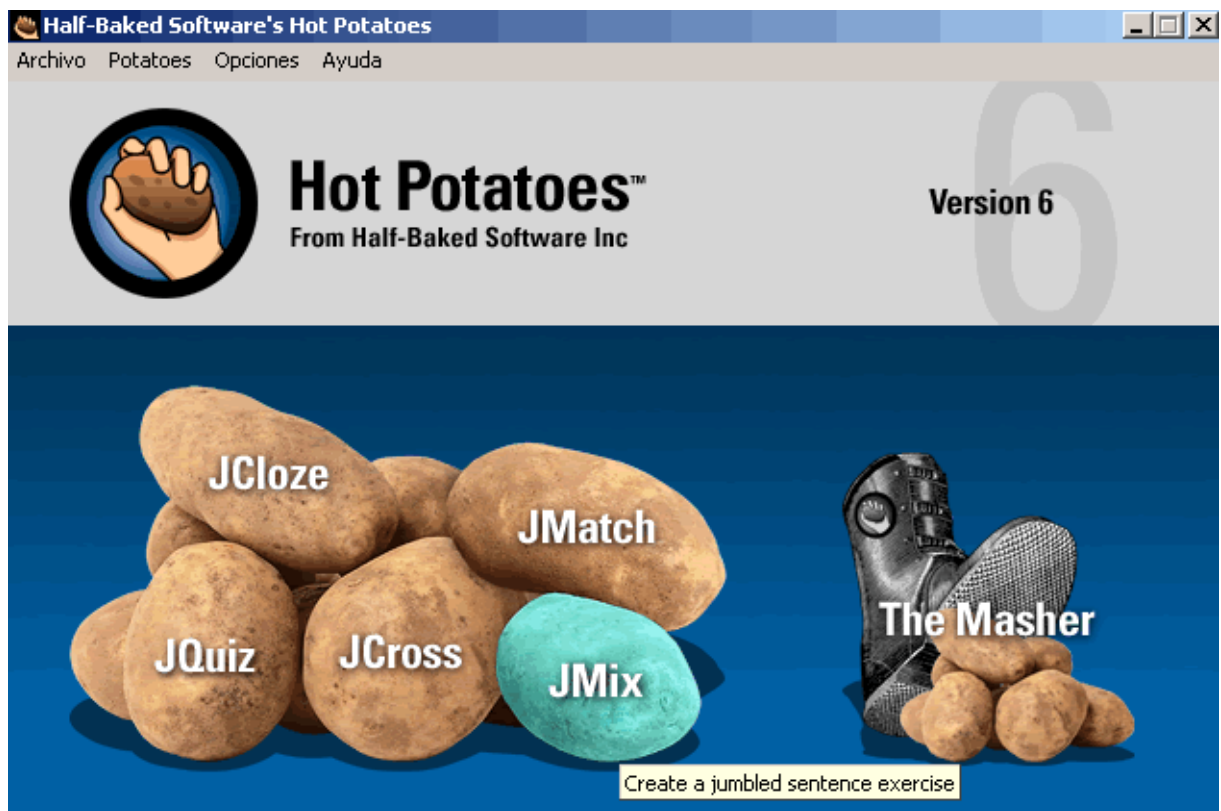 Half-Baked Software's Hot Potatoes
Archivo Potatoes Opciones Ayuda
6
Hot Potatoes™
From Half-Baked Software Inc
Version 6
JCloze
JMatch
JQuiz
JCross
JMix
The Masher
Create a jumbled sentence exercise